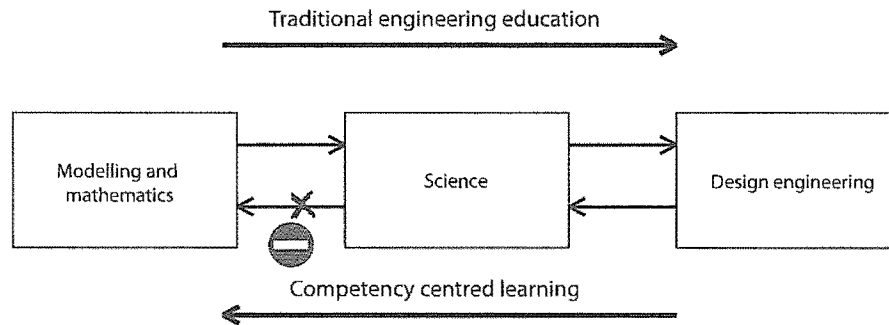 Traditional engineering education
Modelling and
mathematics
Science
Design engineering
Competency centred learning